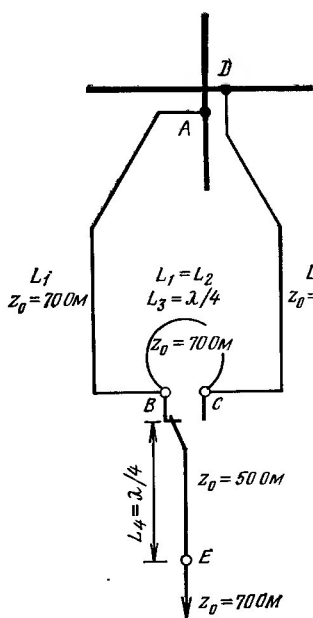 D
A
L₁
z₀ = 70 Ом
L₁ = L₂
L₃ = λ/4
z₀ = 70 Ом
L
z₀ =
B
C
L₄ = λ/4
z₀ = 50 Ом
E
z₀ = 70 Ом